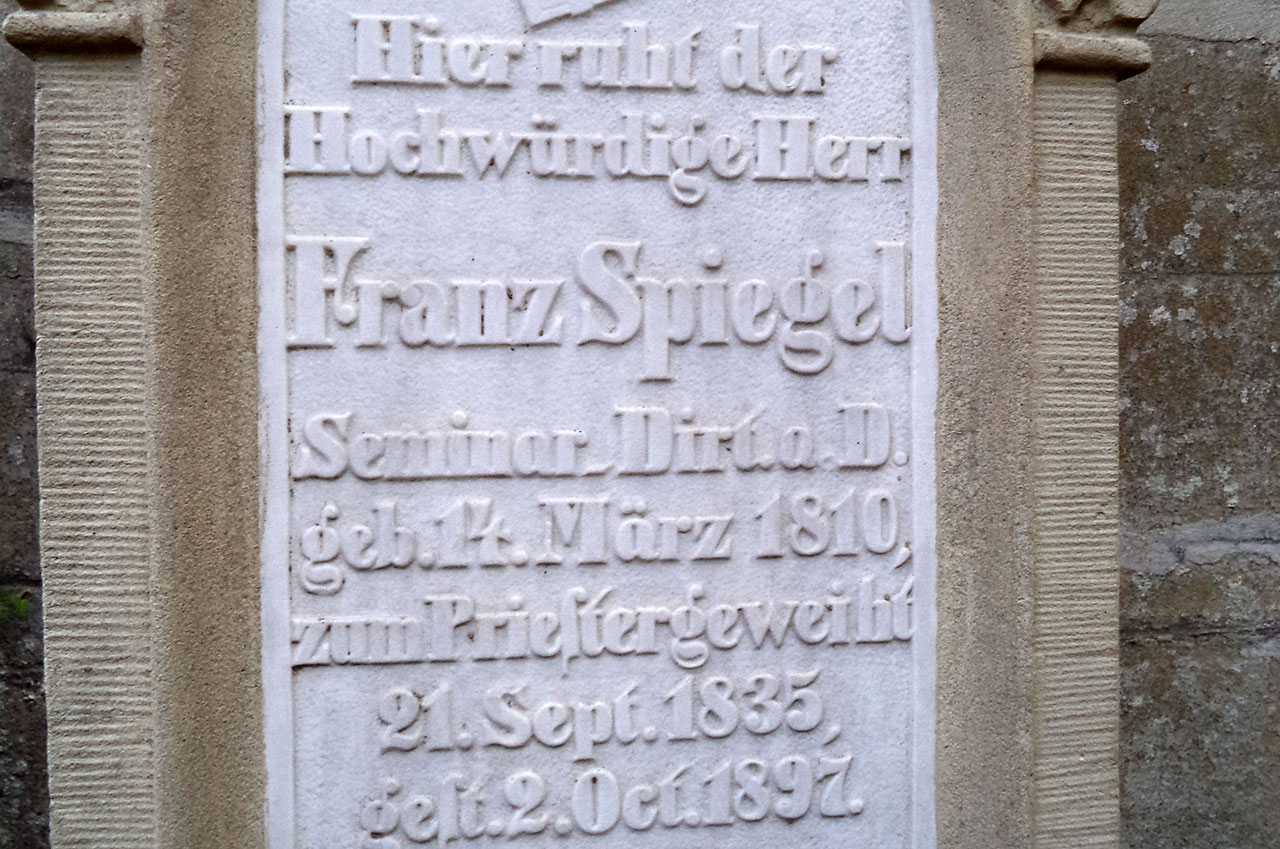 Hier ruht der
Hochwürdige Herr
Franz Spiegel
Seminar-Dirt. a. D.
geb. 14. März 1810,
zum Prieſter geweiht
21. Sept. 1835,
geſt. 2. Oct. 1897.